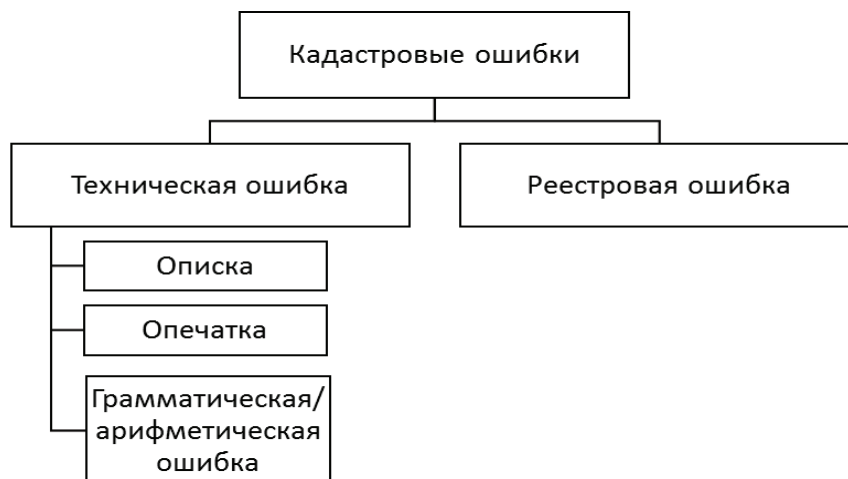 Кадастровые ошибки
Техническая ошибка
Реестровая ошибка
Описка
Опечатка
Грамматическая/
арифметическая
ошибка